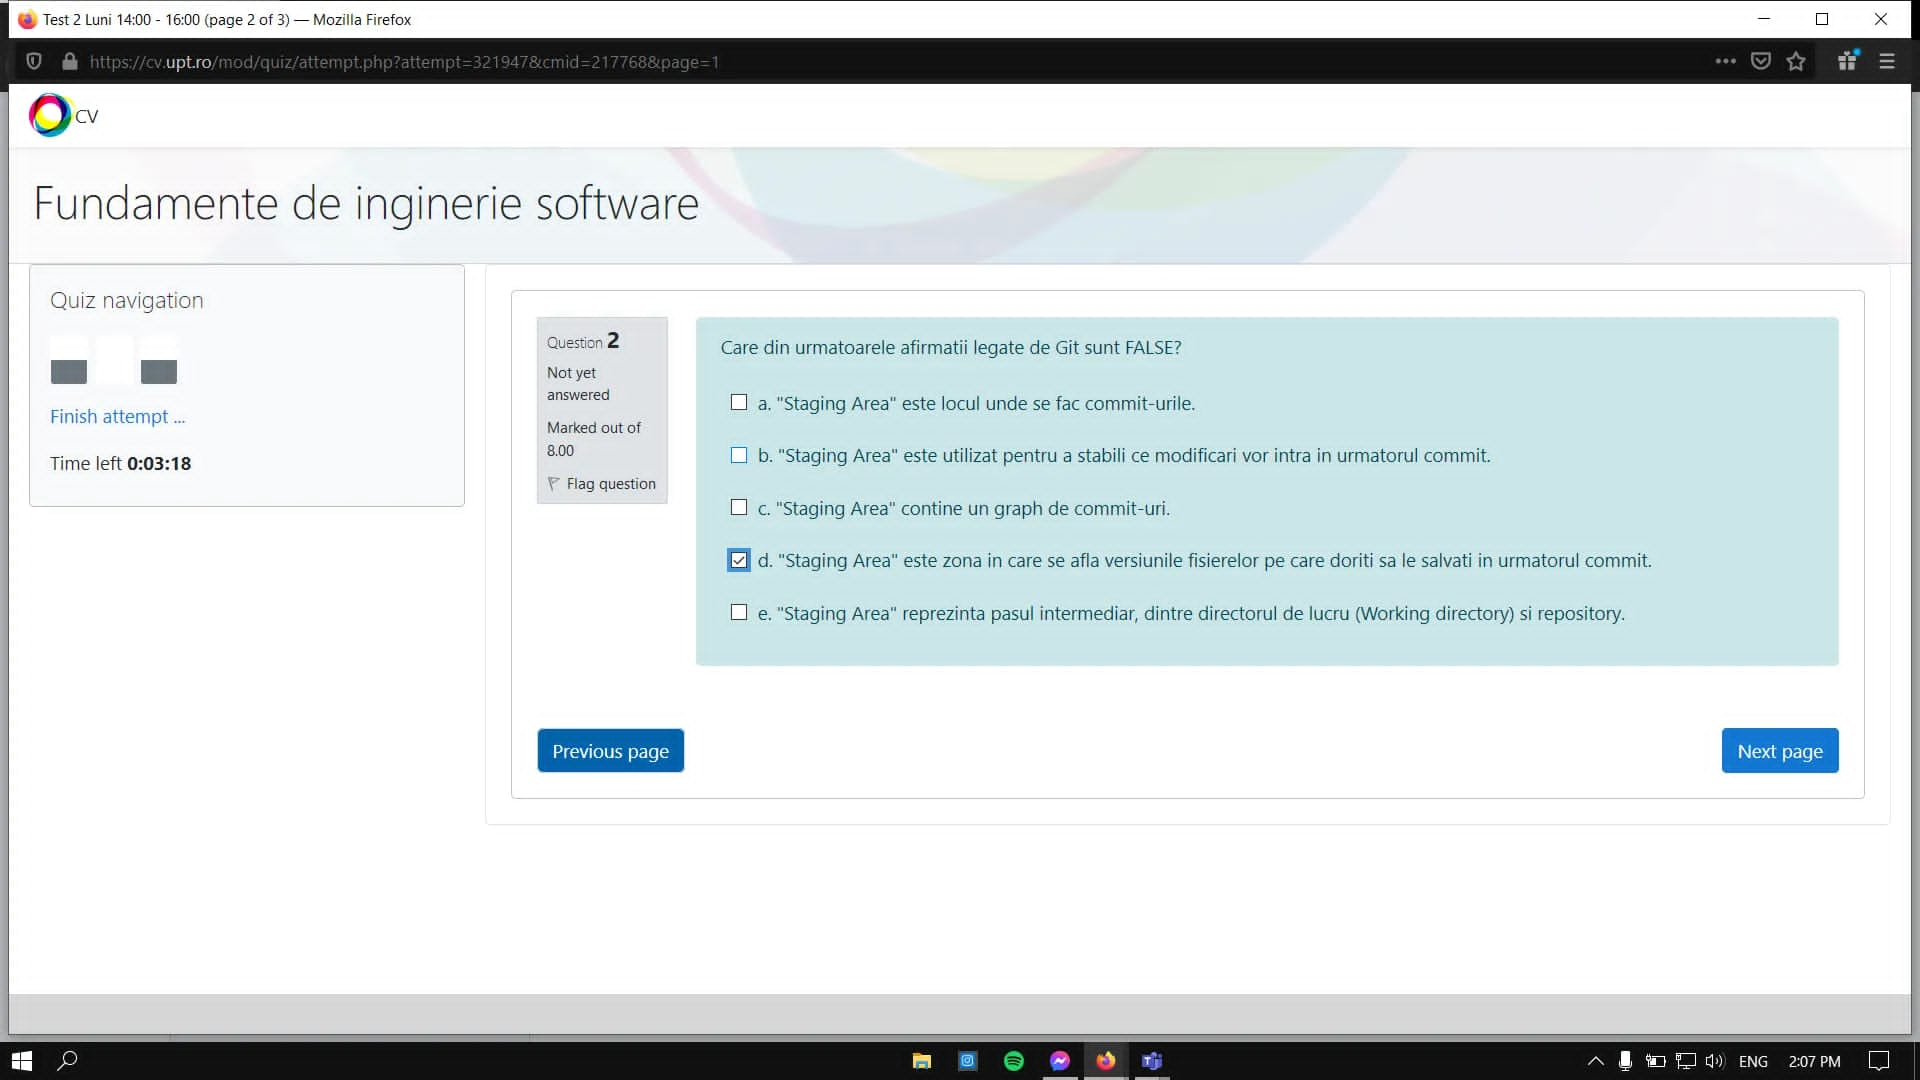 Test 2 Luni 14:00 - 16:00 (page 2 of 3) — Mozilla Firefox
https://cv.upt.ro/mod/quiz/attempt.php?attempt=321947&cmid=217768&page=1
CV
Fundamente de inginerie software
Quiz navigation
Finish attempt ...
Time left 0:03:18
Question 2
Not yet
answered
Marked out of
8.00
Flag question
Care din urmatoarele afirmatii legate de Git sunt FALSE?
a. "Staging Area" este locul unde se fac commit-urile.
b. "Staging Area" este utilizat pentru a stabili ce modificari vor intra in urmatorul commit.
c. "Staging Area" contine un graph de commit-uri.
d. "Staging Area" este zona in care se afla versiunile fisierelor pe care doriti sa le salvati in urmatorul commit.
e. "Staging Area" reprezinta pasul intermediar, dintre directorul de lucru (Working directory) si repository.
Previous page
Next page
ENG
2:07 PM